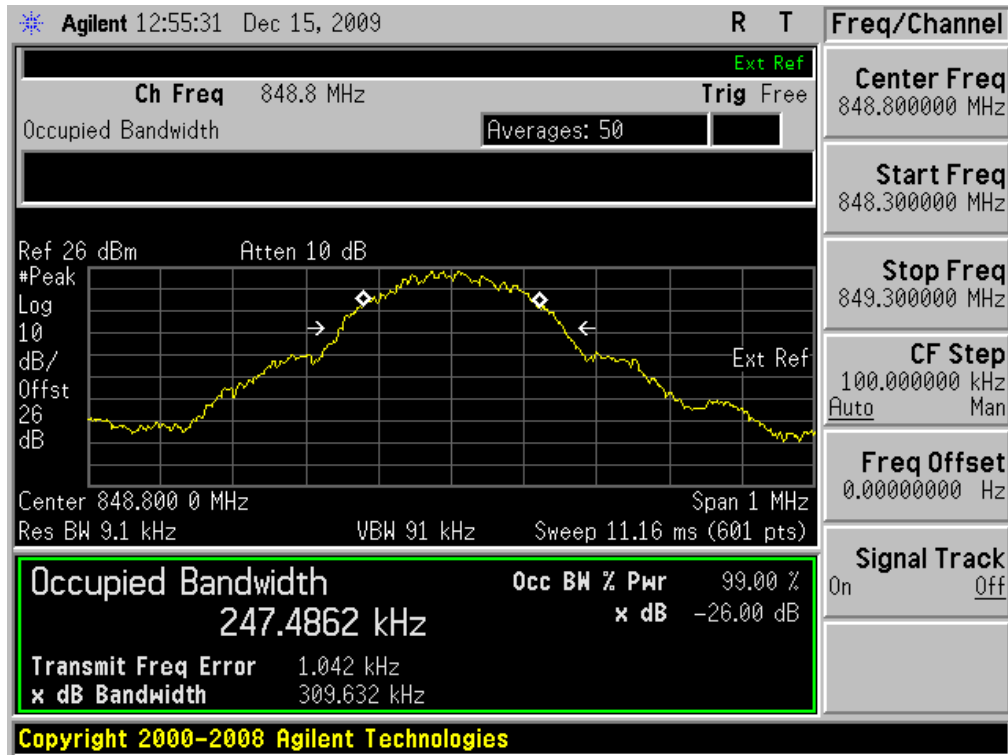 Agilent 12:55:31 Dec 15, 2009 R T
Ext Ref
Ch Freq 848.8 MHz Trig Free
Occupied Bandwidth Averages: 50
Ref 26 dBm Atten 10 dB
#Peak
Log
10
dB/
Offst
26
dB
Ext Ref
Center 848.800 0 MHz Span 1 MHz
Res BW 9.1 kHz VBW 91 kHz Sweep 11.16 ms (601 pts)
Occupied Bandwidth Occ BW % Pwr 99.00 %
247.4862 kHz x dB -26.00 dB
Transmit Freq Error 1.042 kHz
x dB Bandwidth 309.632 kHz
Copyright 2000-2008 Agilent Technologies
Freq/Channel
Center Freq
848.800000 MHz
Start Freq
848.300000 MHz
Stop Freq
849.300000 MHz
CF Step
100.000000 kHz
Auto Man
Freq Offset
0.00000000 Hz
Signal Track
On Off